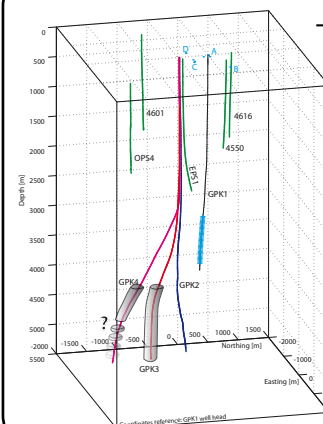 0
500
1000
1500
2000
2500
3000
3500
4000
4500
5000
5500
Depth [m]
D
A
C
B
4601
4616
OPS4
EPS1
4550
GPK1
GPK4
GPK2
?
GPK3
-2000
-1500
-1000
-500
0
500
1000
1500
Northing [m]
-2000
-1000
0
Easting [m]
Coordinates reference: GPK1 well head